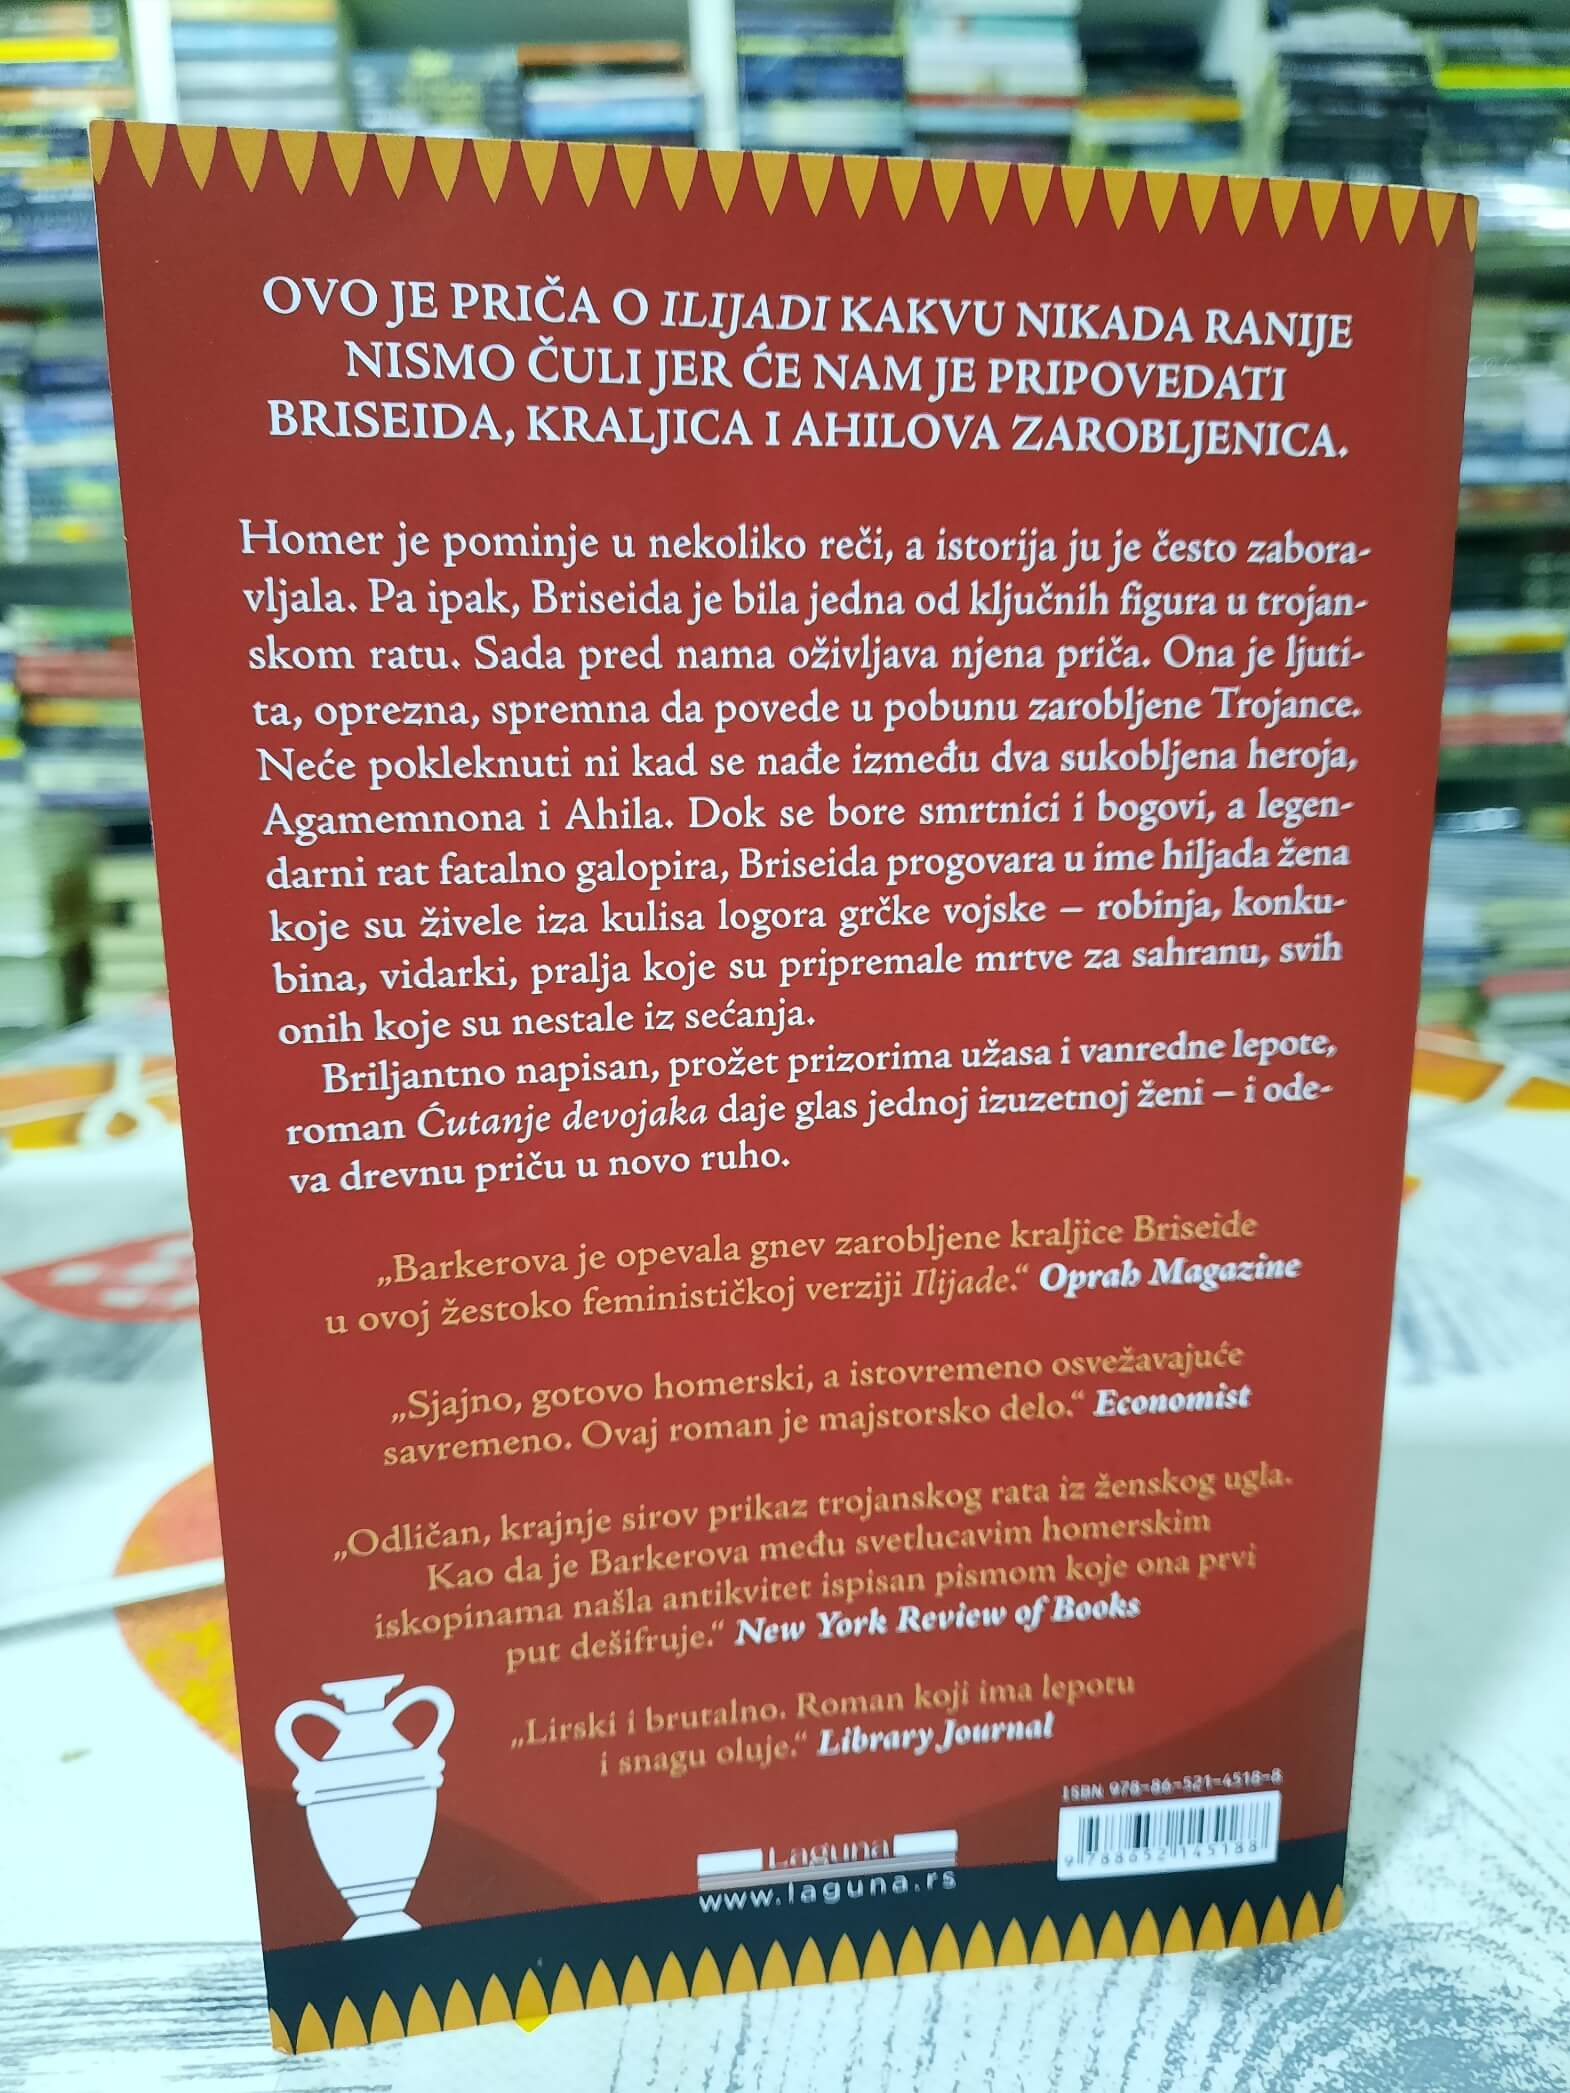 OVO JE PRIČA O ILIJADI KAKVU NIKADA RANIJE
NISMO ČULI JER ĆE NAM JE PRIPOVEDATI
BRISEIDA, KRALJICA I AHILOVA ZAROBLJENICA.
Homer je pominje u nekoliko reči, a istorija ju je često zabora-
vljala. Pa ipak, Briseida je bila jedna od ključnih figura u trojan-
skom ratu. Sada pred nama oživljava njena priča. Ona je ljuti-
ta, oprezna, spremna da povede u pobunu zarobljene Trojance.
Neće pokleknuti ni kad se nađe između dva sukobljena heroja,
Agamemnona i Ahila. Dok se bore smrtnici i bogovi, a legen-
darni rat fatalno galopira, Briseida progovara u ime hiljada žena
koje su živele iza kulisa logora grčke vojske – robinja, konku-
bina, vidarki, pralja koje su pripremale mrtve za sahranu, svih
onih koje su nestale iz sećanja.
Briljantno napisan, prožet prizorima užasa i vanredne lepote,
roman Ćutanje devojaka daje glas jednoj izuzetnoj ženi – i ode-
va drevnu priču u novo ruho.
„Barkerova je opevala gnev zarobljene kraljice Briseide
u ovoj žestoko feminističkoj verziji Ilijade.“ Oprah Magazine
„Sjajno, gotovo homerski, a istovremeno osvežavajuće
savremeno. Ovaj roman je majstorsko delo.“ Economist
„Odličan, krajnje sirov prikaz trojanskog rata iz ženskog ugla.
Kao da je Barkerova među svetlucavim homerskim
iskopinama našla antikvitet ispisan pismom koje ona prvi
put dešifruje.“ New York Review of Books
„Lirski i brutalno. Roman koji ima lepotu
i snagu oluje.“ Library Journal
ISBN 978-86-521-4518-8
9 788652 145188
Laguna
www.laguna.rs